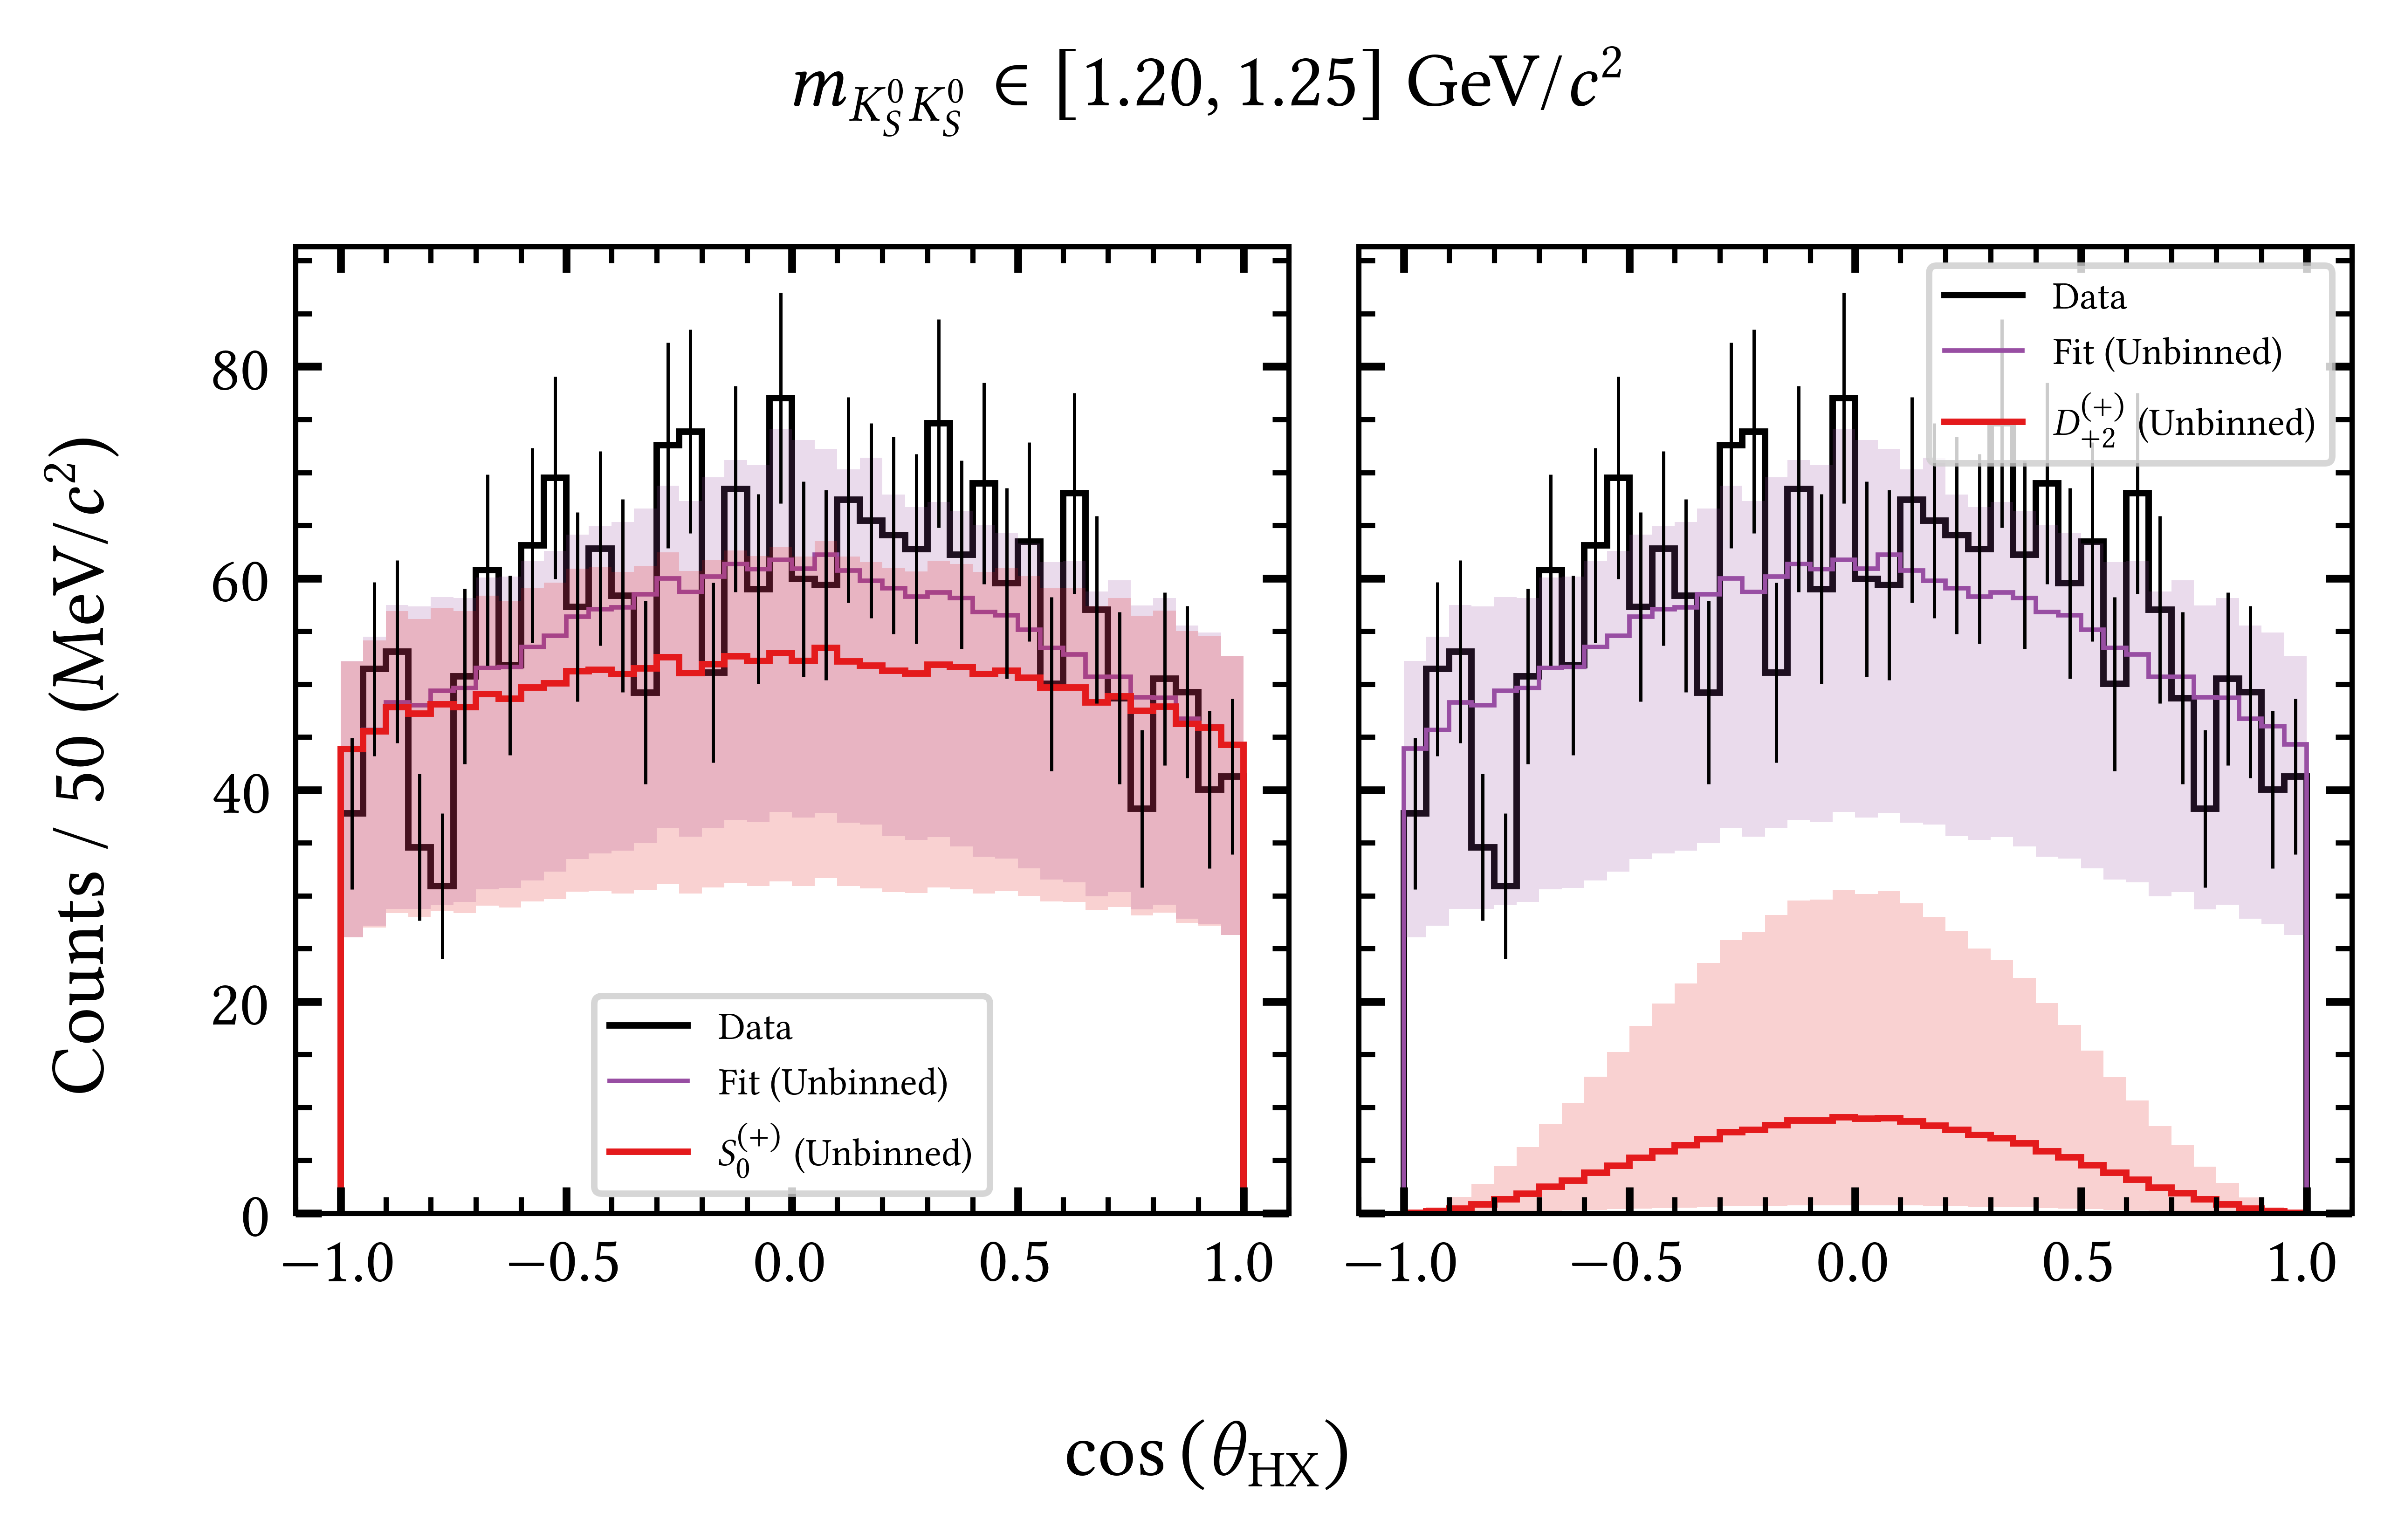 m_{K_S^0 K_S^0} ∈ [1.20, 1.25] GeV/c²
Counts / 50 (MeV/c²)
80
60
40
20
0
Data
Fit (Unbinned)
S_0^{(+)} (Unbinned)
−1.0 −0.5 0.0 0.5 1.0
Data
Fit (Unbinned)
D_{+2}^{(+)} (Unbinned)
−1.0 −0.5 0.0 0.5 1.0
cos (θ_{HX})